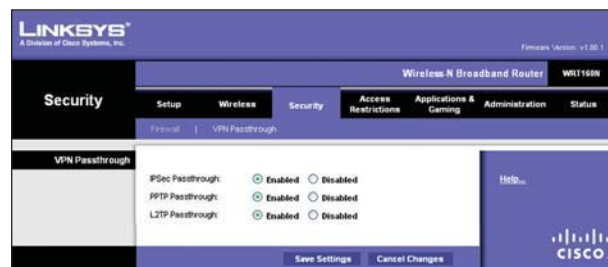 LINKSYS®
A Division of Cisco Systems, Inc.
Firmware Version: v1.00.1
Wireless-N Broadband Router WRT160N
Security
Setup Wireless Security Access Restrictions Applications & Gaming Administration Status
Firewall | VPN Passthrough
VPN Passthrough
IPSec Passthrough: Enabled Disabled
PPTP Passthrough: Enabled Disabled
L2TP Passthrough: Enabled Disabled
Help...
Save Settings Cancel Changes
CISCO